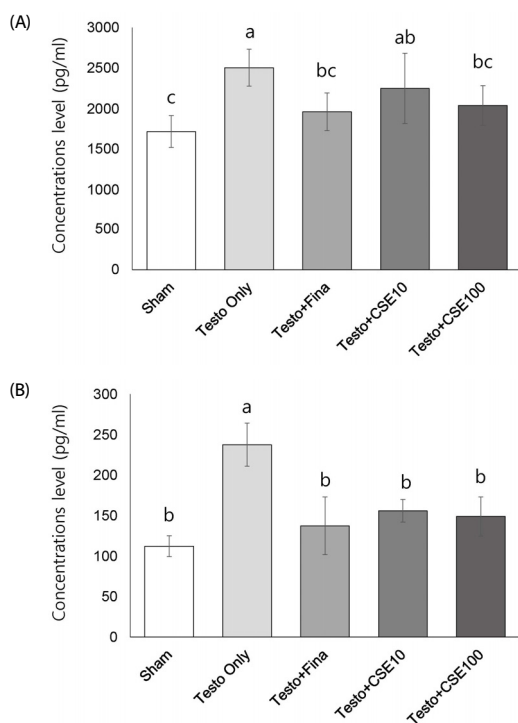 (A)
Concentrations level (pg/ml)
3000
2500
2000
1500
1000
500
0
c
a
bc
ab
bc
Sham
Testo Only
Testo+Fina
Testo+CSE10
Testo+CSE100
(B)
Concentrations level (pg/ml)
300
250
200
150
100
50
0
b
a
b
b
b
Sham
Testo Only
Testo+Fina
Testo+CSE10
Testo+CSE100